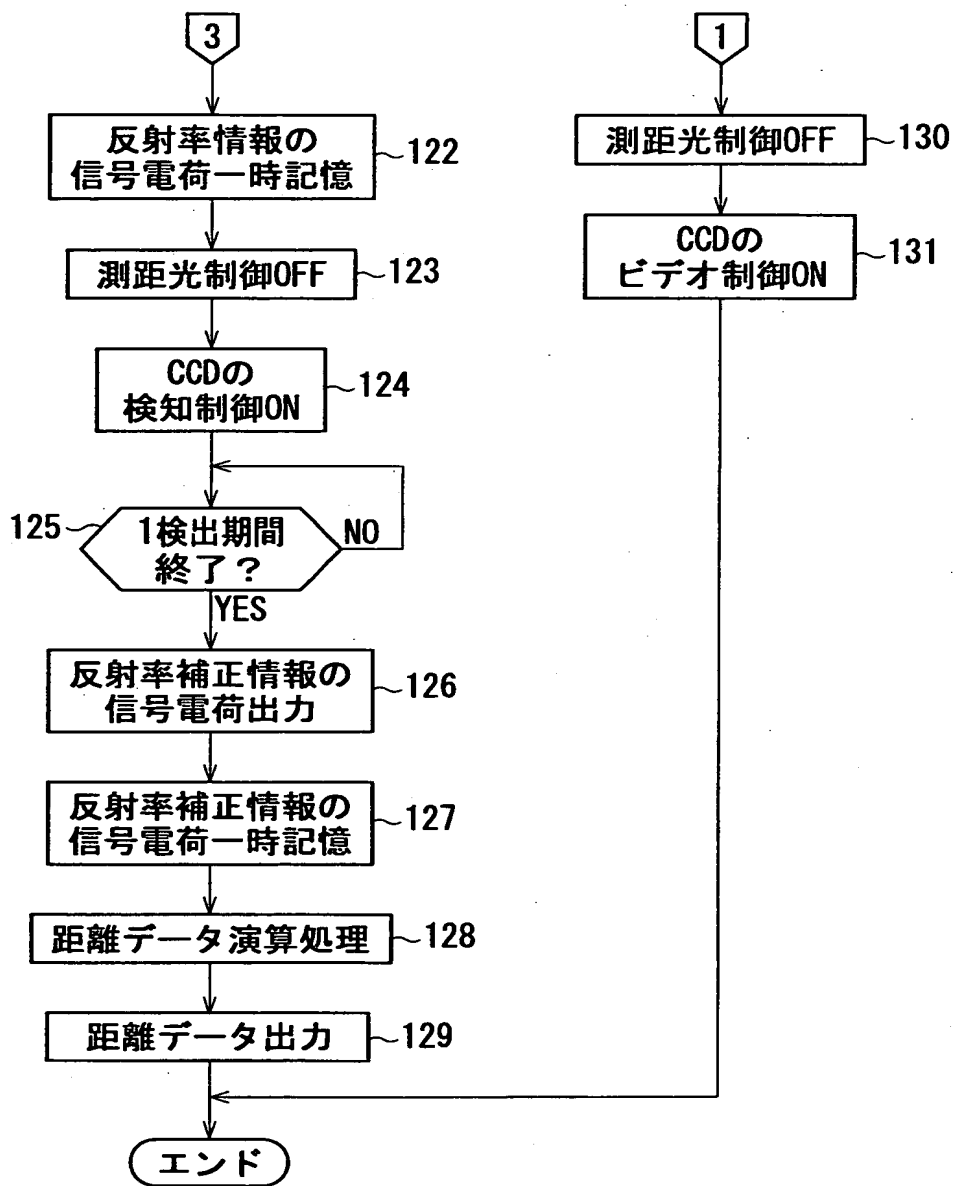 3
反射率情報の
信号電荷一時記憶
122
測距光制御OFF
123
CCDの
検知制御ON
124
125
1検出期間
終了？
NO
YES
反射率補正情報の
信号電荷出力
126
反射率補正情報の
信号電荷一時記憶
127
距離データ演算処理
128
距離データ出力
129
エンド
1
測距光制御OFF
130
CCDの
ビデオ制御ON
131